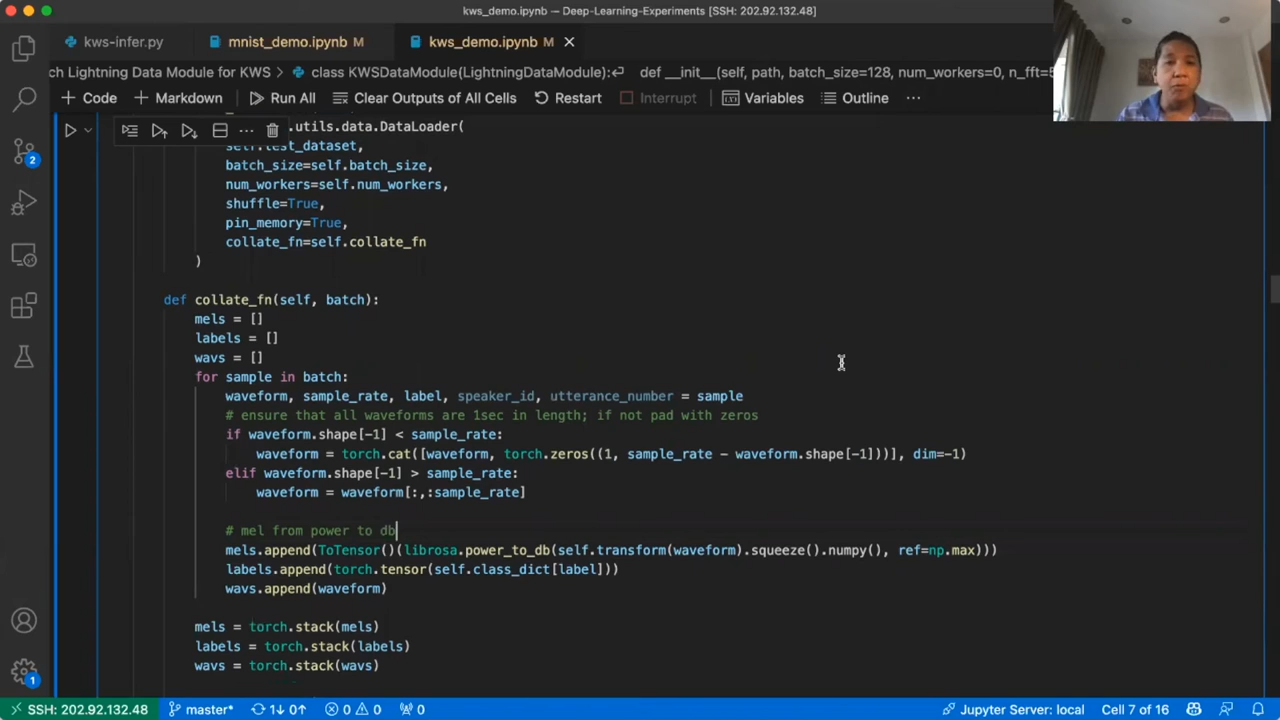 kws_demo.ipynb — Deep-Learning-Experiments [SSH: 202.92.132.48]
kws-infer.py mnist_demo.ipynb M kws_demo.ipynb M
ch Lightning Data Module for KWS > class KWSDataModule(LightningDataModule): > def __init__(self, path, batch_size=128, num_workers=0, n_fft=
+ Code + Markdown Run All Clear Outputs of All Cells Restart Interrupt Variables Outline ...
.utils.data.DataLoader(
self.test_dataset,
batch_size=self.batch_size,
num_workers=self.num_workers,
shuffle=True,
pin_memory=True,
collate_fn=self.collate_fn
)
def collate_fn(self, batch):
mels = []
labels = []
wavs = []
for sample in batch:
waveform, sample_rate, label, speaker_id, utterance_number = sample
# ensure that all waveforms are 1sec in length; if not pad with zeros
if waveform.shape[-1] < sample_rate:
waveform = torch.cat([waveform, torch.zeros((1, sample_rate - waveform.shape[-1]))], dim=-1)
elif waveform.shape[-1] > sample_rate:
waveform = waveform[:,:sample_rate]
# mel from power to db
mels.append(ToTensor()(librosa.power_to_db(self.transform(waveform).squeeze().numpy(), ref=np.max)))
labels.append(torch.tensor(self.class_dict[label]))
wavs.append(waveform)
mels = torch.stack(mels)
labels = torch.stack(labels)
wavs = torch.stack(wavs)
2
1
SSH: 202.92.132.48 master* 1↓ 0↑ 0 0 0 Jupyter Server: local Cell 7 of 16